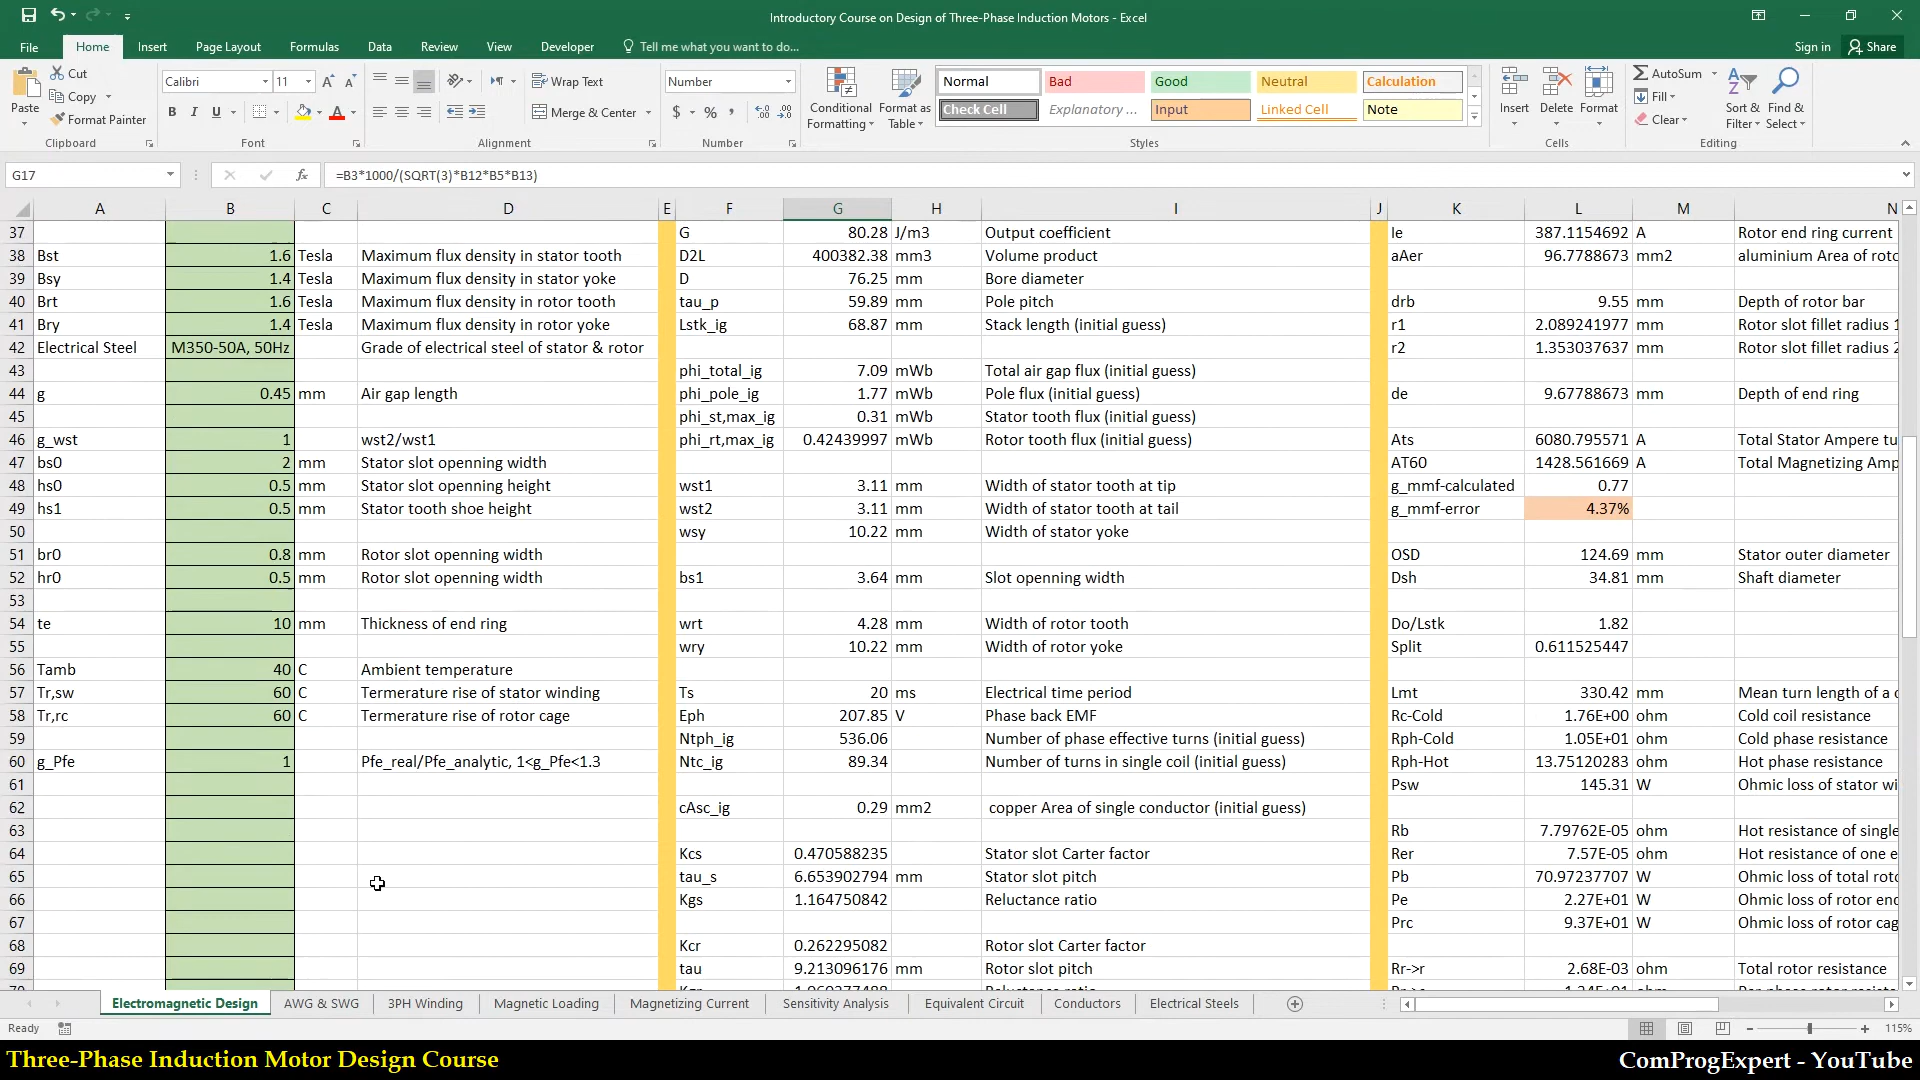 Introductory Course on Design of Three-Phase Induction Motors - Excel
File Home Insert Page Layout Formulas Data Review View Developer Tell me what you want to do... Sign in Share
Paste Cut Copy Format Painter Clipboard
Calibri 11 A A B I U A Font
Wrap Text Merge & Center Alignment
Number $ % , Number
Conditional Formatting Format as Table
Normal Bad Good Neutral Calculation
Check Cell Explanatory ... Input Linked Cell Note
Styles
Insert Delete Format Cells
AutoSum Fill Clear Sort & Filter Find & Select Editing
G17 fx =B3*1000/(SQRT(3)*B12*B5*B13)
A B C D E F G H I J K L M N
37 G 80.28 J/m3 Output coefficient Ie 387.1154692 A Rotor end ring current
38 Bst 1.6 Tesla Maximum flux density in stator tooth D2L 400382.38 mm3 Volume product aAer 96.7788673 mm2 aluminium Area of roto
39 Bsy 1.4 Tesla Maximum flux density in stator yoke D 76.25 mm Bore diameter
40 Brt 1.6 Tesla Maximum flux density in rotor tooth tau_p 59.89 mm Pole pitch drb 9.55 mm Depth of rotor bar
41 Bry 1.4 Tesla Maximum flux density in rotor yoke Lstk_ig 68.87 mm Stack length (initial guess) r1 2.089241977 mm Rotor slot fillet radius 1
42 Electrical Steel M350-50A, 50Hz Grade of electrical steel of stator & rotor r2 1.353037637 mm Rotor slot fillet radius 2
43 phi_total_ig 7.09 mWb Total air gap flux (initial guess)
44 g 0.45 mm Air gap length phi_pole_ig 1.77 mWb Pole flux (initial guess) de 9.67788673 mm Depth of end ring
45 phi_st,max_ig 0.31 mWb Stator tooth flux (initial guess)
46 g_wst 1 wst2/wst1 phi_rt,max_ig 0.42439997 mWb Rotor tooth flux (initial guess) Ats 6080.795571 A Total Stator Ampere tu
47 bs0 2 mm Stator slot openning width AT60 1428.561669 A Total Magnetizing Amp
48 hs0 0.5 mm Stator slot openning height wst1 3.11 mm Width of stator tooth at tip g_mmf-calculated 0.77
49 hs1 0.5 mm Stator tooth shoe height wst2 3.11 mm Width of stator tooth at tail g_mmf-error 4.37%
50 wsy 10.22 mm Width of stator yoke
51 br0 0.8 mm Rotor slot openning width OSD 124.69 mm Stator outer diameter
52 hr0 0.5 mm Rotor slot openning width bs1 3.64 mm Slot openning width Dsh 34.81 mm Shaft diameter
53
54 te 10 mm Thickness of end ring wrt 4.28 mm Width of rotor tooth Do/Lstk 1.82
55 wry 10.22 mm Width of rotor yoke Split 0.611525447
56 Tamb 40 C Ambient temperature
57 Tr,sw 60 C Termerature rise of stator winding Ts 20 ms Electrical time period Lmt 330.42 mm Mean turn length of a c
58 Tr,rc 60 C Termerature rise of rotor cage Eph 207.85 V Phase back EMF Rc-Cold 1.76E+00 ohm Cold coil resistance
59 Ntph_ig 536.06 Number of phase effective turns (initial guess) Rph-Cold 1.05E+01 ohm Cold phase resistance
60 g_Pfe 1 Pfe_real/Pfe_analytic, 1<g_Pfe<1.3 Ntc_ig 89.34 Number of turns in single coil (initial guess) Rph-Hot 13.75120283 ohm Hot phase resistance
61 Psw 145.31 W Ohmic loss of stator wi
62 cAsc_ig 0.29 mm2 copper Area of single conductor (initial guess)
63 Rb 7.79762E-05 ohm Hot resistance of single
64 Kcs 0.470588235 Stator slot Carter factor Rer 7.57E-05 ohm Hot resistance of one e
65 tau_s 6.653902794 mm Stator slot pitch Pb 70.97237707 W Ohmic loss of total roto
66 Kgs 1.164750842 Reluctance ratio Pe 2.27E+01 W Ohmic loss of rotor enc
67 Prc 9.37E+01 W Ohmic loss of rotor cag
68 Kcr 0.262295082 Rotor slot Carter factor
69 tau 9.213096176 mm Rotor slot pitch Rr->r 2.68E-03 ohm Total rotor resistance
Electromagnetic Design AWG & SWG 3PH Winding Magnetic Loading Magnetizing Current Sensitivity Analysis Equivalent Circuit Conductors Electrical Steels
Ready 115%
Three-Phase Induction Motor Design Course ComProgExpert - YouTube